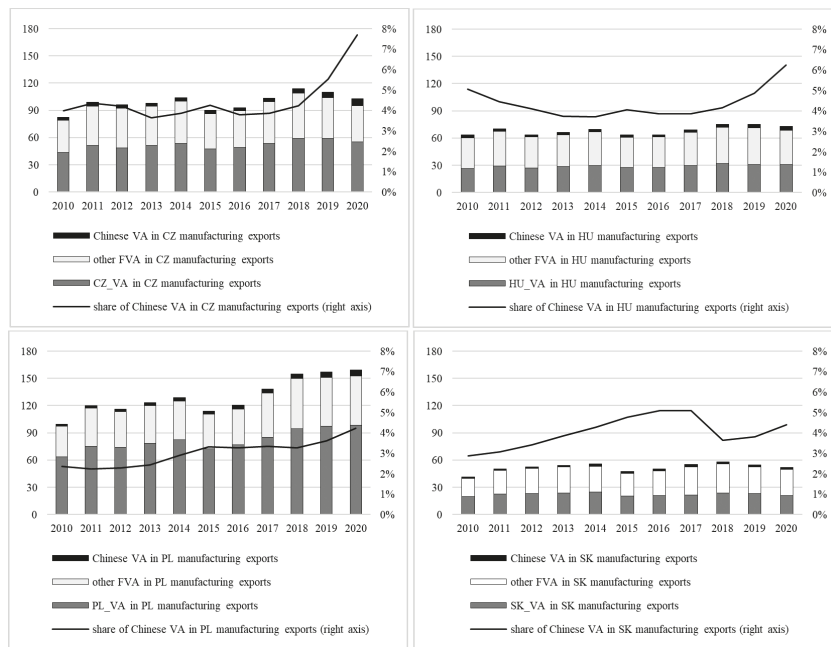 180 8%
7%
150
6%
120
5%
90 4%
3%
60
2%
30
1%
0 0%
2010 2011 2012 2013 2014 2015 2016 2017 2018 2019 2020
Chinese VA in CZ manufacturing exports
other FVA in CZ manufacturing exports
CZ_VA in CZ manufacturing exports
share of Chinese VA in CZ manufacturing exports (right axis)
180 8%
7%
150
6%
120
5%
90 4%
3%
60
2%
30
1%
0 0%
2010 2011 2012 2013 2014 2015 2016 2017 2018 2019 2020
Chinese VA in HU manufacturing exports
other FVA in HU manufacturing exports
HU_VA in HU manufacturing exports
share of Chinese VA in HU manufacturing exports (right axis)
180 8%
7%
150
6%
120
5%
90 4%
3%
60
2%
30
1%
0 0%
2010 2011 2012 2013 2014 2015 2016 2017 2018 2019 2020
Chinese VA in PL manufacturing exports
other FVA in PL manufacturing exports
PL_VA in PL manufacturing exports
share of Chinese VA in PL manufacturing exports (right axis)
180 8%
7%
150
6%
120
5%
90 4%
3%
60
2%
30
1%
0 0%
2010 2011 2012 2013 2014 2015 2016 2017 2018 2019 2020
Chinese VA in SK manufacturing exports
other FVA in SK manufacturing exports
SK_VA in SK manufacturing exports
share of Chinese VA in SK manufacturing exports (right axis)